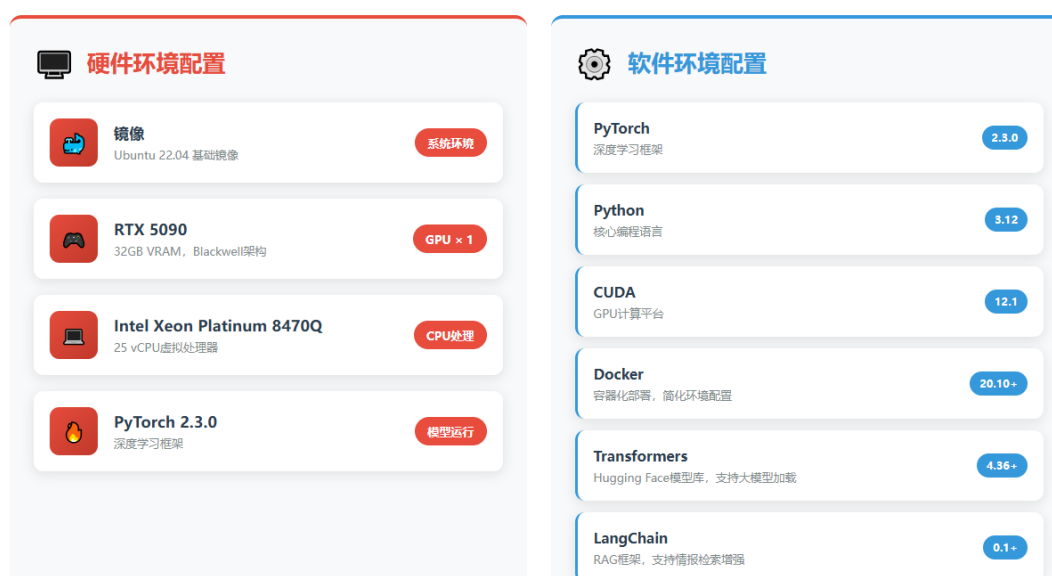 硬件环境配置
镜像
Ubuntu 22.04 基础镜像
系统环境
RTX 5090
32GB VRAM，Blackwell架构
GPU × 1
Intel Xeon Platinum 8470Q
25 vCPU虚拟处理器
CPU处理
PyTorch 2.3.0
深度学习框架
模型运行
软件环境配置
PyTorch
深度学习框架
2.3.0
Python
核心编程语言
3.12
CUDA
GPU计算平台
12.1
Docker
容器化部署，简化环境配置
20.10+
Transformers
Hugging Face模型库，支持大模型加载
4.36+
LangChain
RAG框架，支持情报检索增强
0.1+